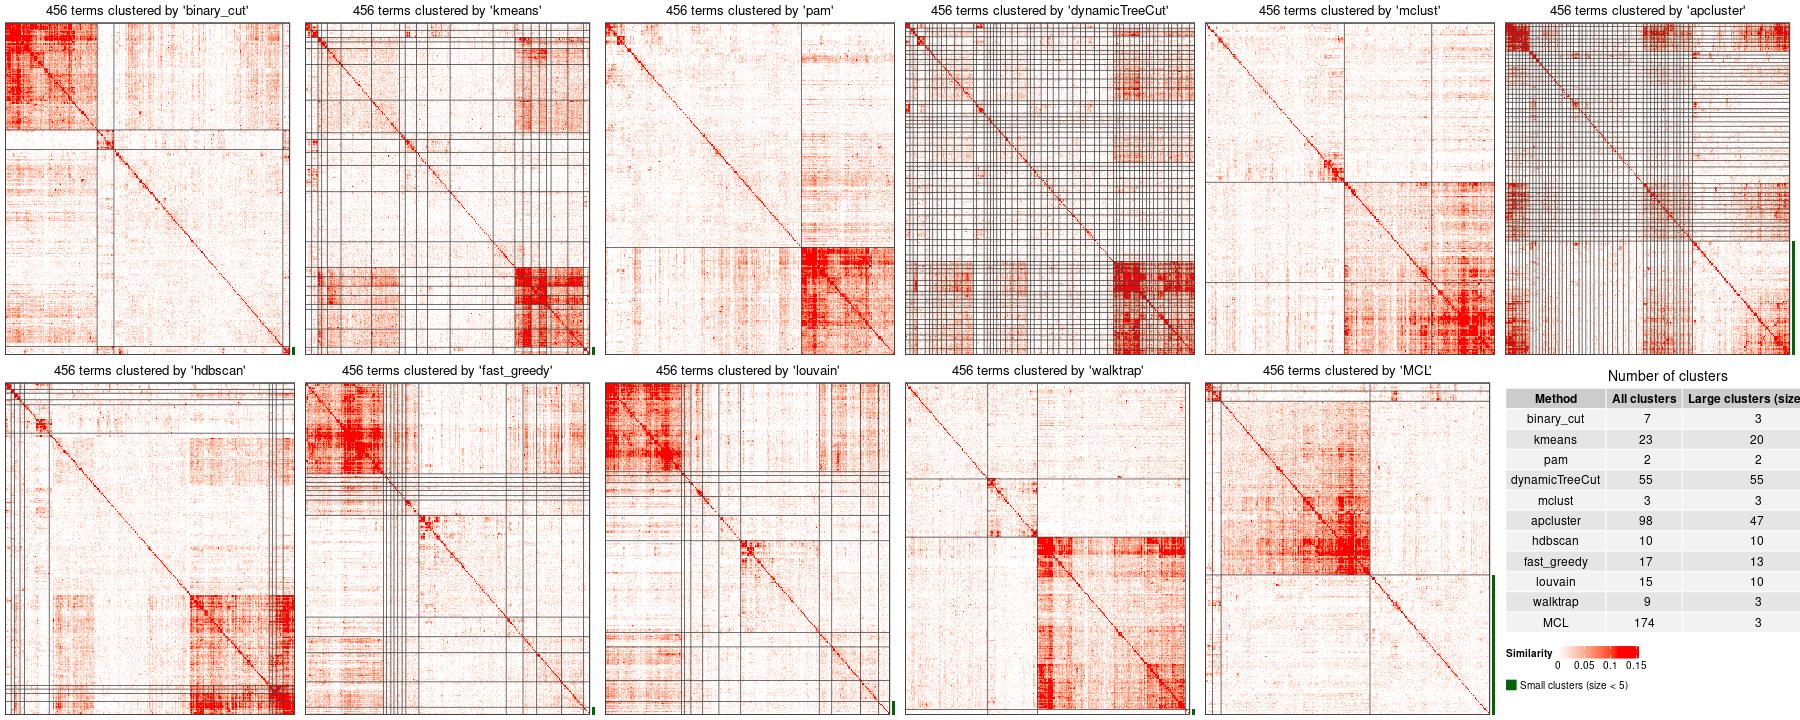 456 terms clustered by 'binary_cut'
456 terms clustered by 'kmeans'
456 terms clustered by 'pam'
456 terms clustered by 'dynamicTreeCut'
456 terms clustered by 'mclust'
456 terms clustered by 'apcluster'
456 terms clustered by 'hdbscan'
456 terms clustered by 'fast_greedy'
456 terms clustered by 'louvain'
456 terms clustered by 'walktrap'
456 terms clustered by 'MCL'
Number of clusters
Method All clusters Large clusters (size
binary_cut 7 3
kmeans 23 20
pam 2 2
dynamicTreeCut 55 55
mclust 3 3
apcluster 98 47
hdbscan 10 10
fast_greedy 17 13
louvain 15 10
walktrap 9 3
MCL 174 3
Similarity
0 0.05 0.1 0.15
Small clusters (size < 5)